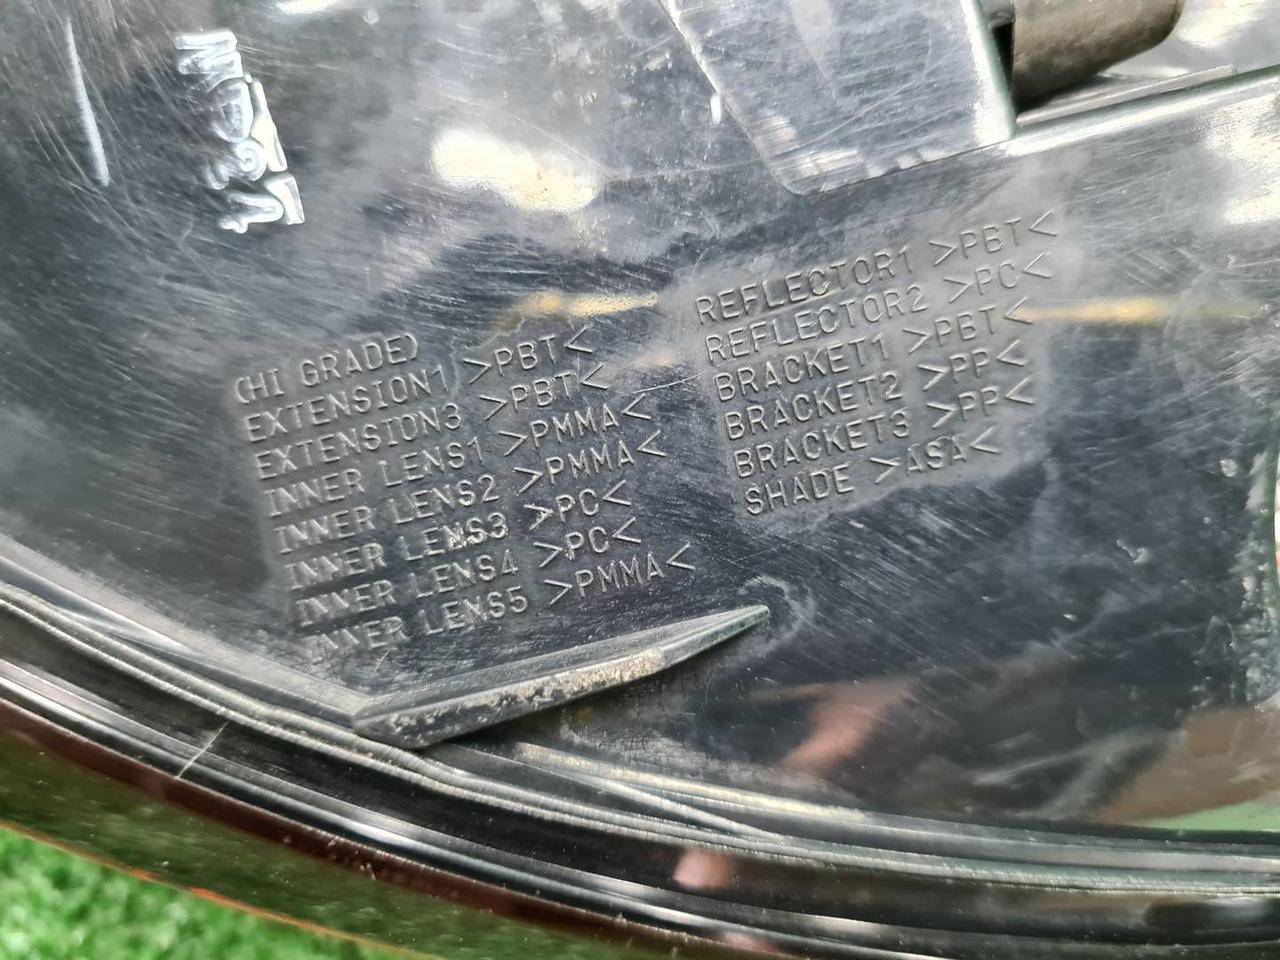 (HI GRADE)
EXTENSION1 >PBT<
EXTENSION3 >PBT<
INNER LENS1 >PMMA<
INNER LENS2 >PMMA<
INNER LENS3 >PC<
INNER LENS4 >PC<
INNER LENS5 >PMMA<
REFLECTOR1 >PBT<
REFLECTOR2 >PC<
BRACKET1 >PBT<
BRACKET2 >PP<
BRACKET3 >PP<
SHADE >ASA<